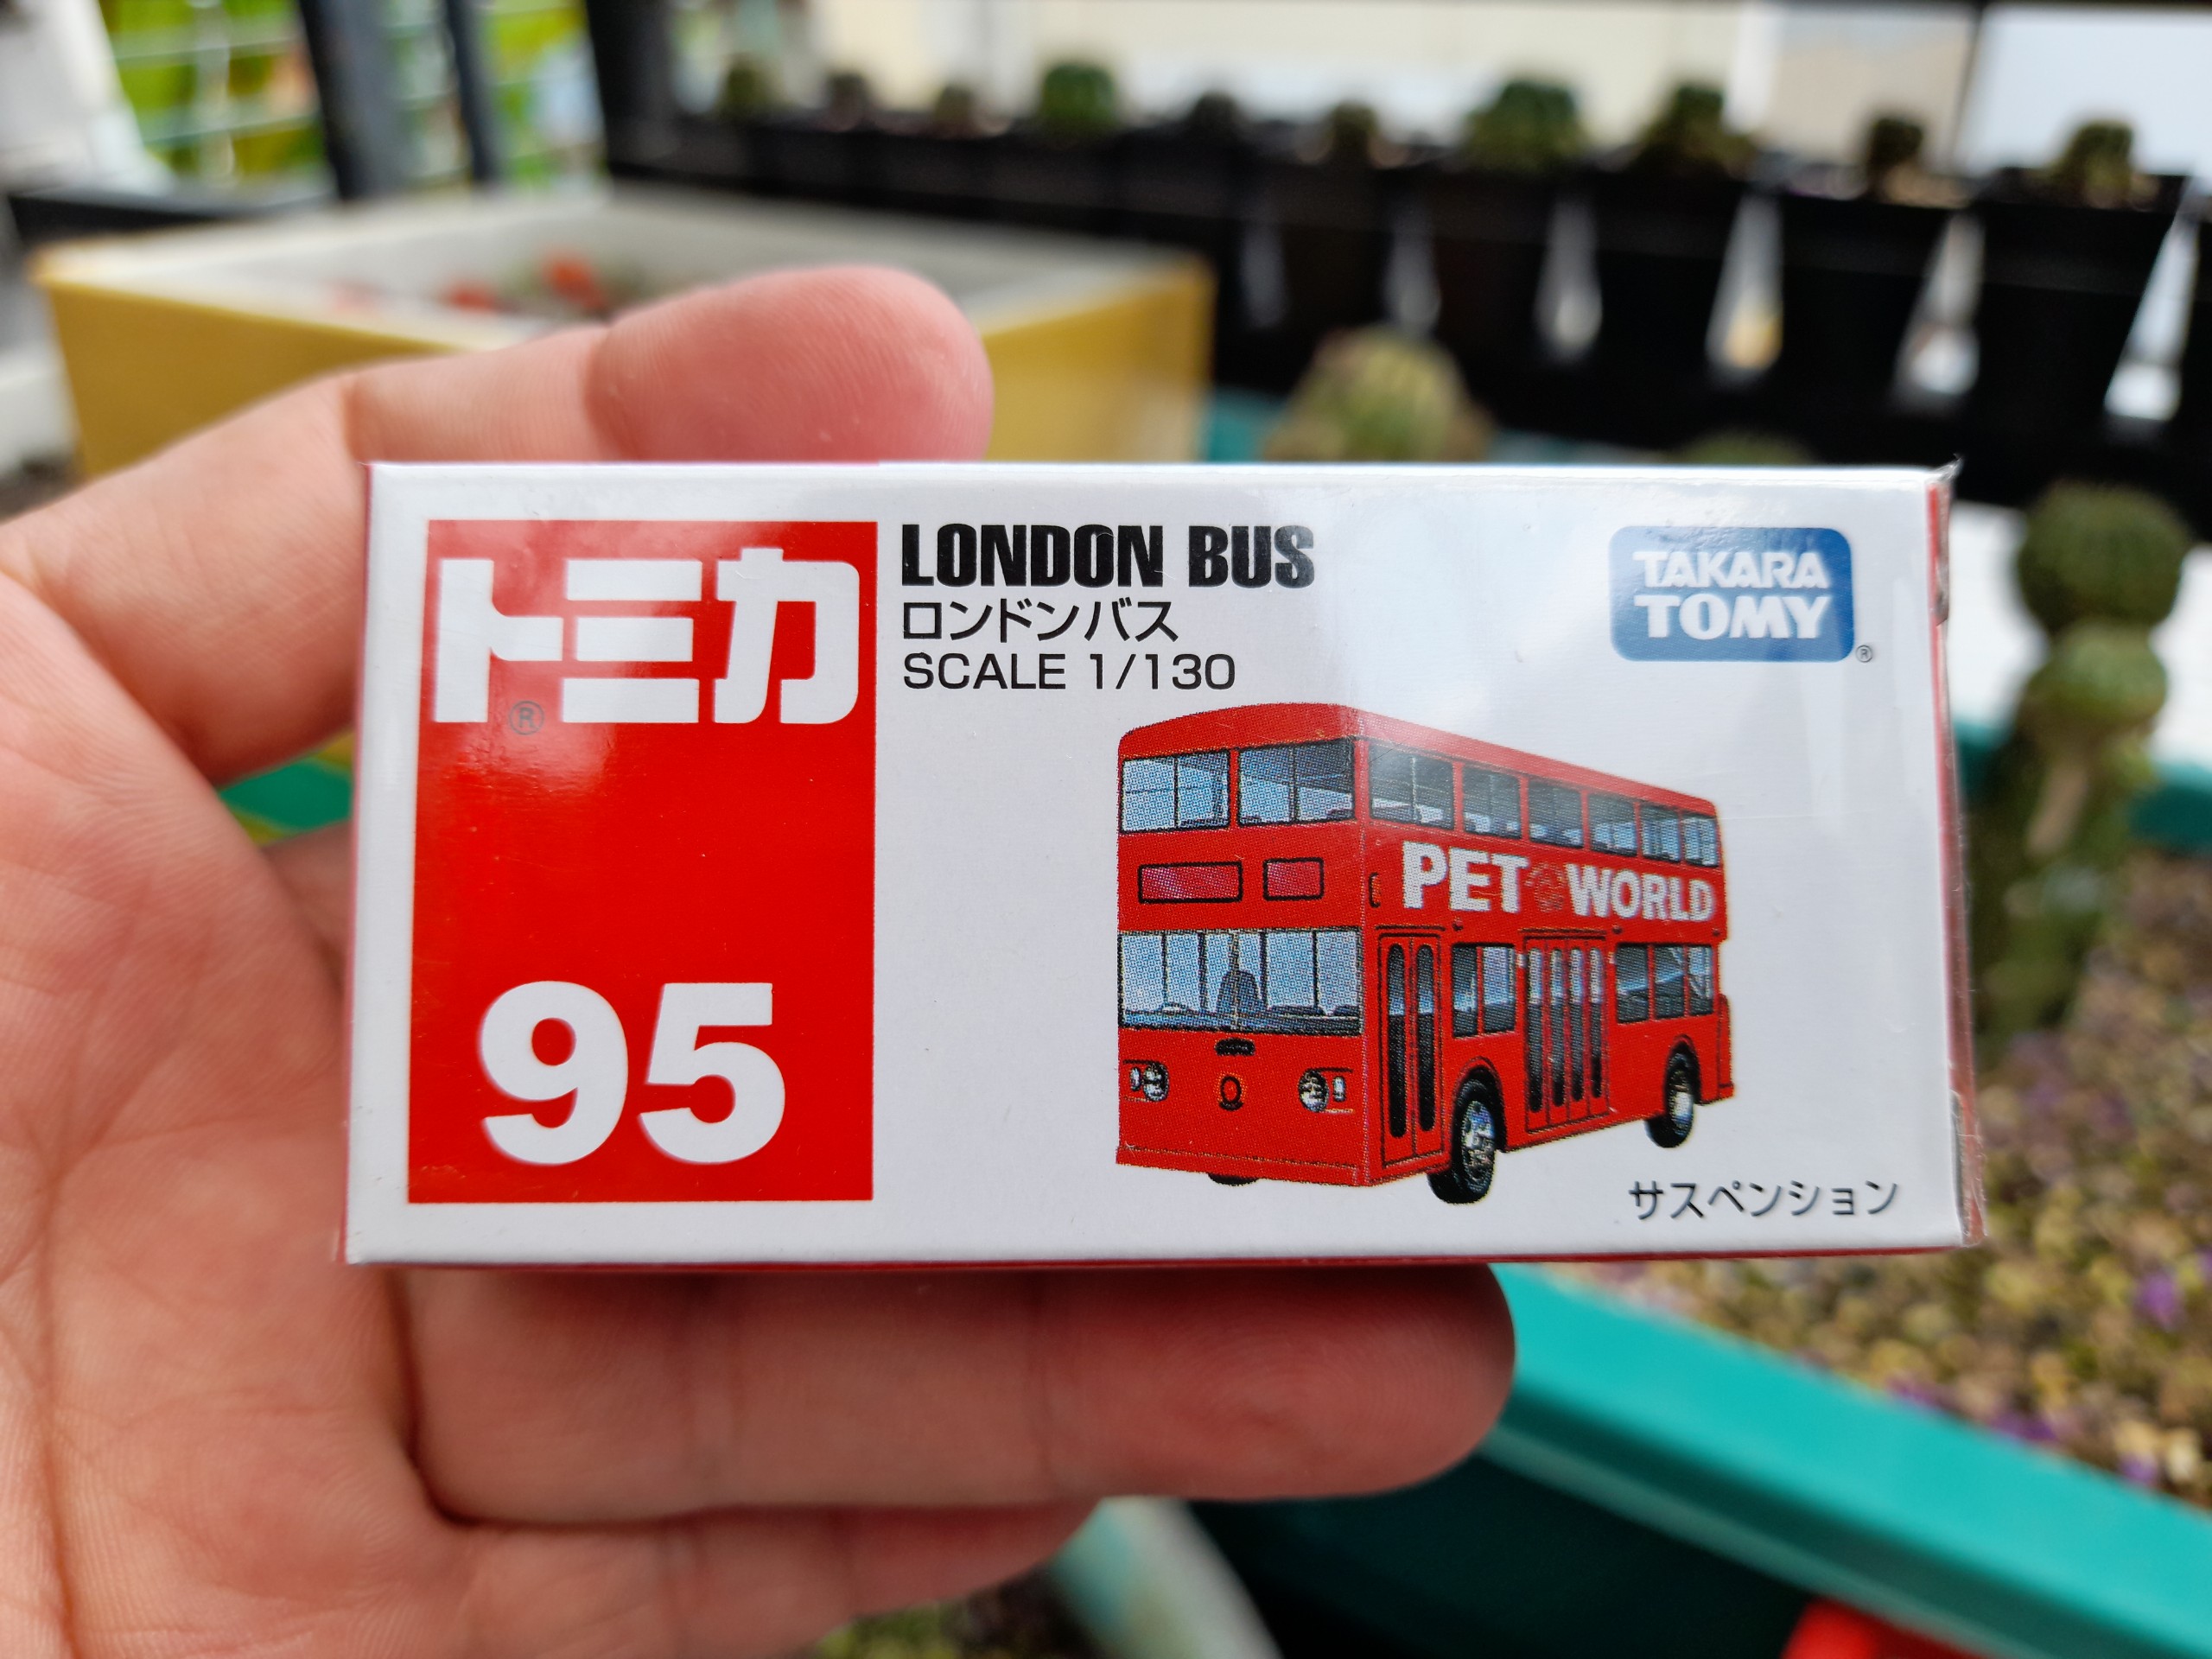 トミカ
®
95
LONDON BUS
ロンドンバス
SCALE 1/130
TAKARA
TOMY
®
PET WORLD
サスペンション